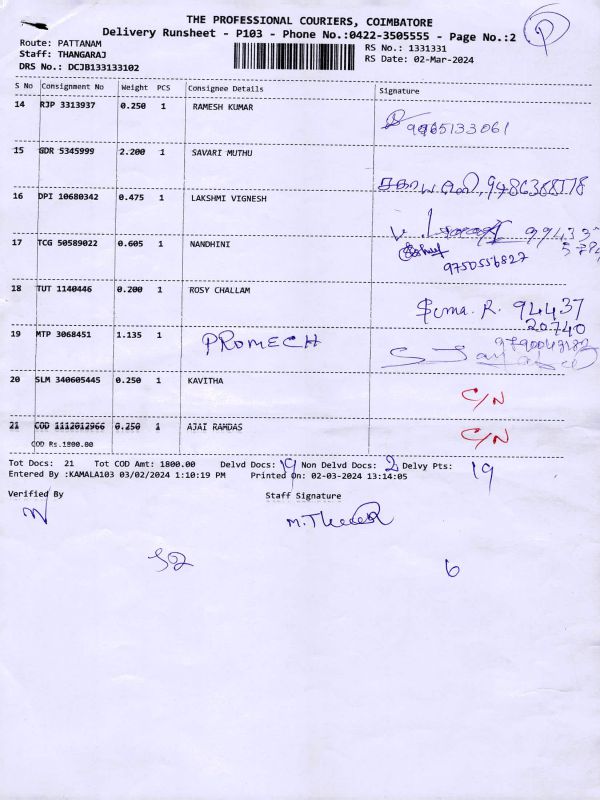 THE PROFESSIONAL COURIERS, COIMBATORE
Delivery Runsheet - P103 - Phone No.:0422-3505555 - Page No.:2
Route: PATTANAM
Staff: THANGARAJ
DRS No.: DCJB133133102
RS No.: 1331331
RS Date: 02-Mar-2024
S No Consignment No Weight PCS Consignee Details Signature
14 RJP 3313937 0.250 1 RAMESH KUMAR
9965133061
15 GDR 5345999 2.200 1 SAVARI MUTHU
9486368178
16 DPI 10680342 0.475 1 LAKSHMI VIGNESH
17 TCG 50589022 0.605 1 NANDHINI
9750556827
18 TUT 1140446 0.200 1 ROSY CHALLAM
Suma. R. 94437
20740
19 MTP 3068451 1.135 1 PROMECH
20 SLM 340605445 0.250 1 KAVITHA
C/N
21 COD 1112012966 0.250 1 AJAI RAMDAS
C/N
COD Rs.1800.00
Tot Docs: 21 Tot COD Amt: 1800.00 Delvd Docs: 19 Non Delvd Docs: 2 Delvy Pts: 19
Entered By :KAMALA103 03/02/2024 1:10:19 PM Printed On: 02-03-2024 13:14:05
Verified By Staff Signature
6